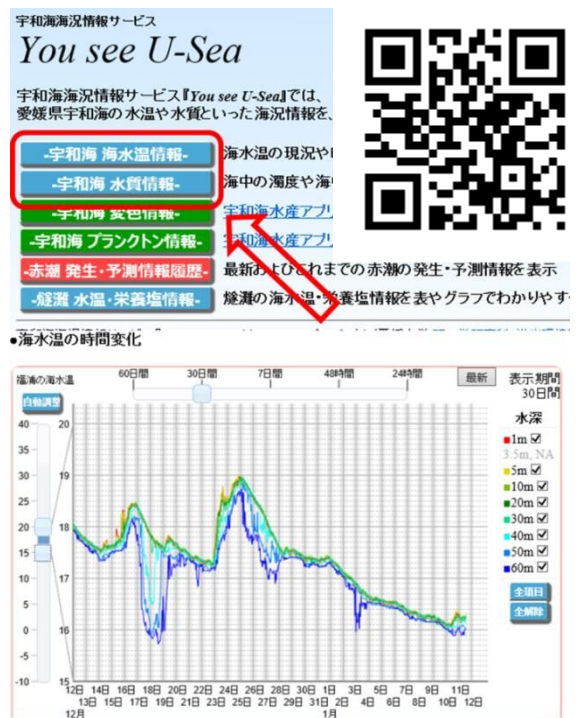 宇和海海況情報サービス
You see U-Sea
宇和海海況情報サービス『You see U-Sea』では、
愛媛県宇和海の水温や水質といった海況情報を、
-宇和海 海水温情報-
海水温の現況や
-宇和海 水質情報-
海中の濁度や海中
-宇和海 変色情報-
宇和海水産アプリ
-宇和海 プランクトン情報-
宇和海水産アプリ
-赤潮 発生・予測情報履歴-
最新およびこれまでの赤潮の発生・予測情報を表示
-燧灘 水温・栄養塩情報-
燧灘の海水温・栄養塩情報を表やグラフでわかりやす
●海水温の時間変化
福浦の海水温
60日間 30日間 7日間 48時間 24時間
最新
表示期間
30日間
自動調整
水深
1m
3.5m, NA
5m
10m
20m
30m
40m
50m
60m
全項目
全解除
40 35 30 25 20 15 10 5 0 -5 -10
20 19 18 17 16 15
12日 14日 16日 18日 20日 22日 24日 26日 28日 30日 1日 3日 5日 7日 9日 11日
13日 15日 17日 19日 21日 23日 25日 27日 29日 31日 2日 4日 6日 8日 10日 12日
12月 1月